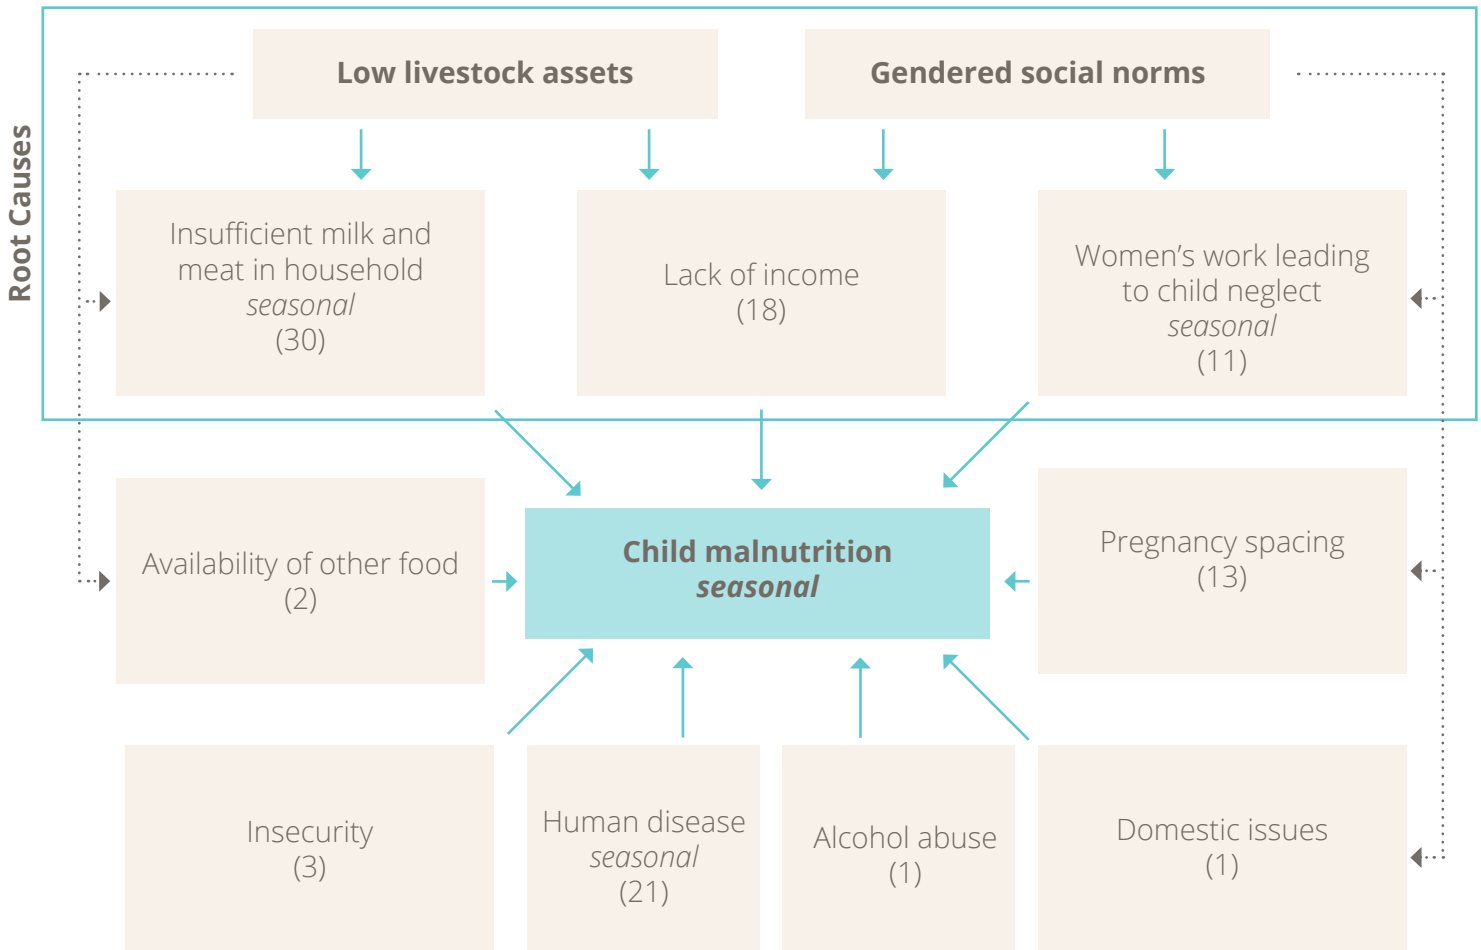 Root Causes
Low livestock assets
Gendered social norms
Insufficient milk and
meat in household
seasonal
(30)
Lack of income
(18)
Women’s work leading
to child neglect
seasonal
(11)
Availability of other food
(2)
Child malnutrition
seasonal
Pregnancy spacing
(13)
Insecurity
(3)
Human disease
seasonal
(21)
Alcohol abuse
(1)
Domestic issues
(1)